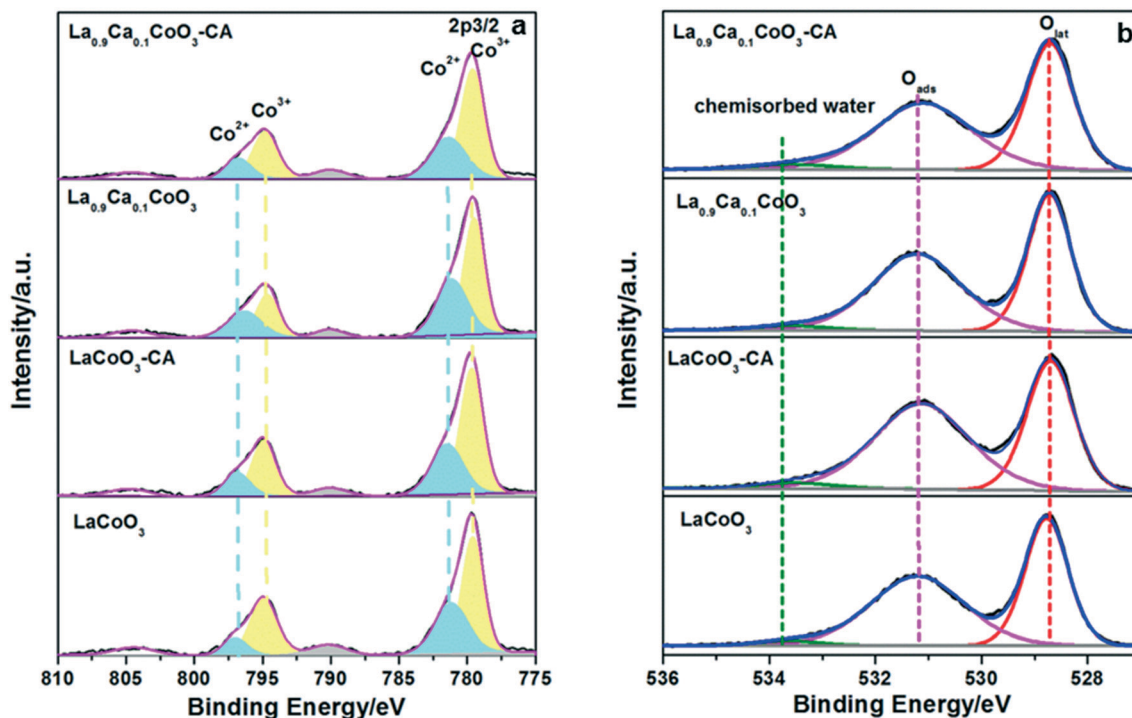 a
La₀.₉Ca₀.₁CoO₃-CA
2p3/2
Co³⁺
Co²⁺
Co³⁺
Co²⁺
La₀.₉Ca₀.₁CoO₃
LaCoO₃-CA
LaCoO₃
Intensity/a.u.
810 805 800 795 790 785 780 775
Binding Energy/eV
b
La₀.₉Ca₀.₁CoO₃-CA
O lat
O ads
chemisorbed water
La₀.₉Ca₀.₁CoO₃
LaCoO₃-CA
LaCoO₃
Intensity/a.u.
536 534 532 530 528
Binding Energy/eV